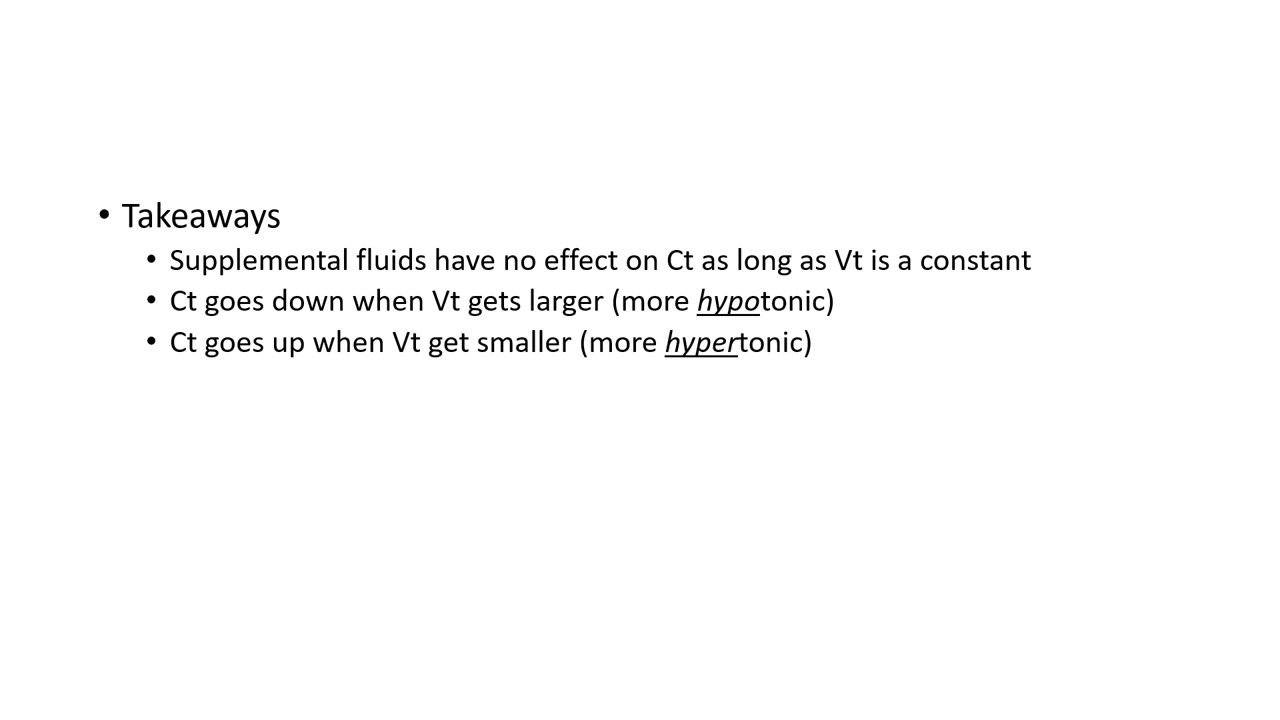 • Takeaways
• Supplemental fluids have no effect on Ct as long as Vt is a constant
• Ct goes down when Vt gets larger (more hypotonic)
• Ct goes up when Vt get smaller (more hypertonic)